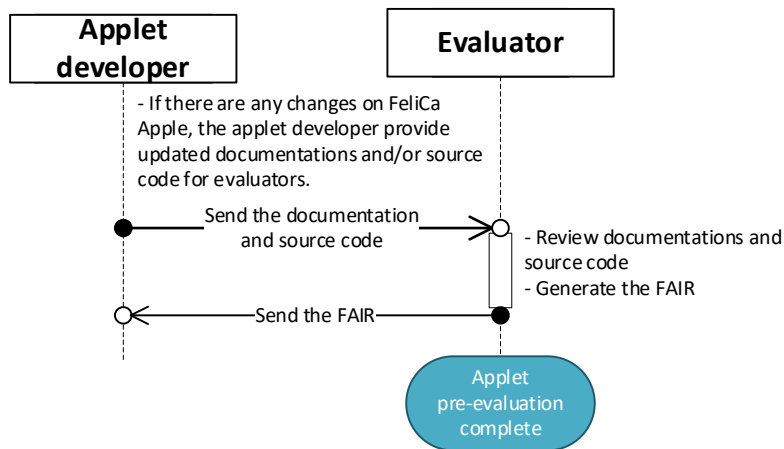 Applet
developer
Evaluator
- If there are any changes on FeliCa
Apple, the applet developer provide
updated documentations and/or source
code for evaluators.
Send the documentation
and source code
- Review documentations and
source code
- Generate the FAIR
Send the FAIR
Applet
pre-evaluation
complete